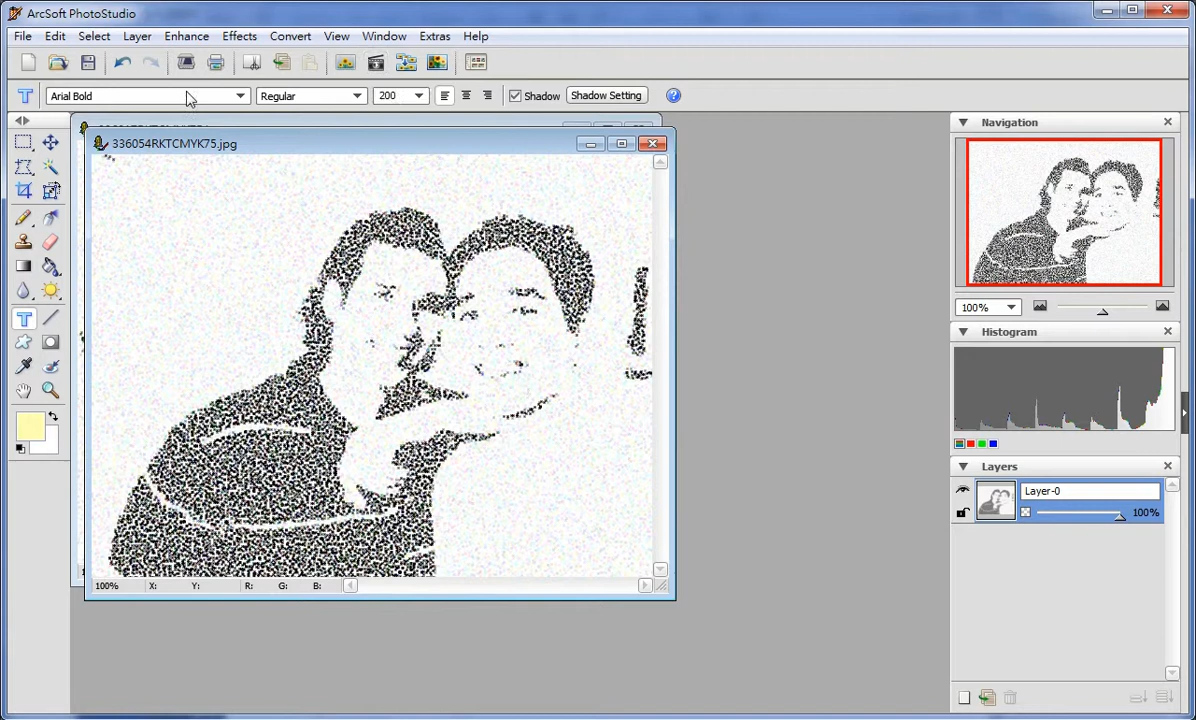 ArcSoft PhotoStudio
File Edit Select Layer Enhance Effects Convert View Window Extras Help
Arial Bold Regular 200 Shadow Shadow Setting
Navigation
336054RKTCMYK75.jpg
100%
Histogram
Layers
Layer-0
100%
100% X: Y: R: G: B: